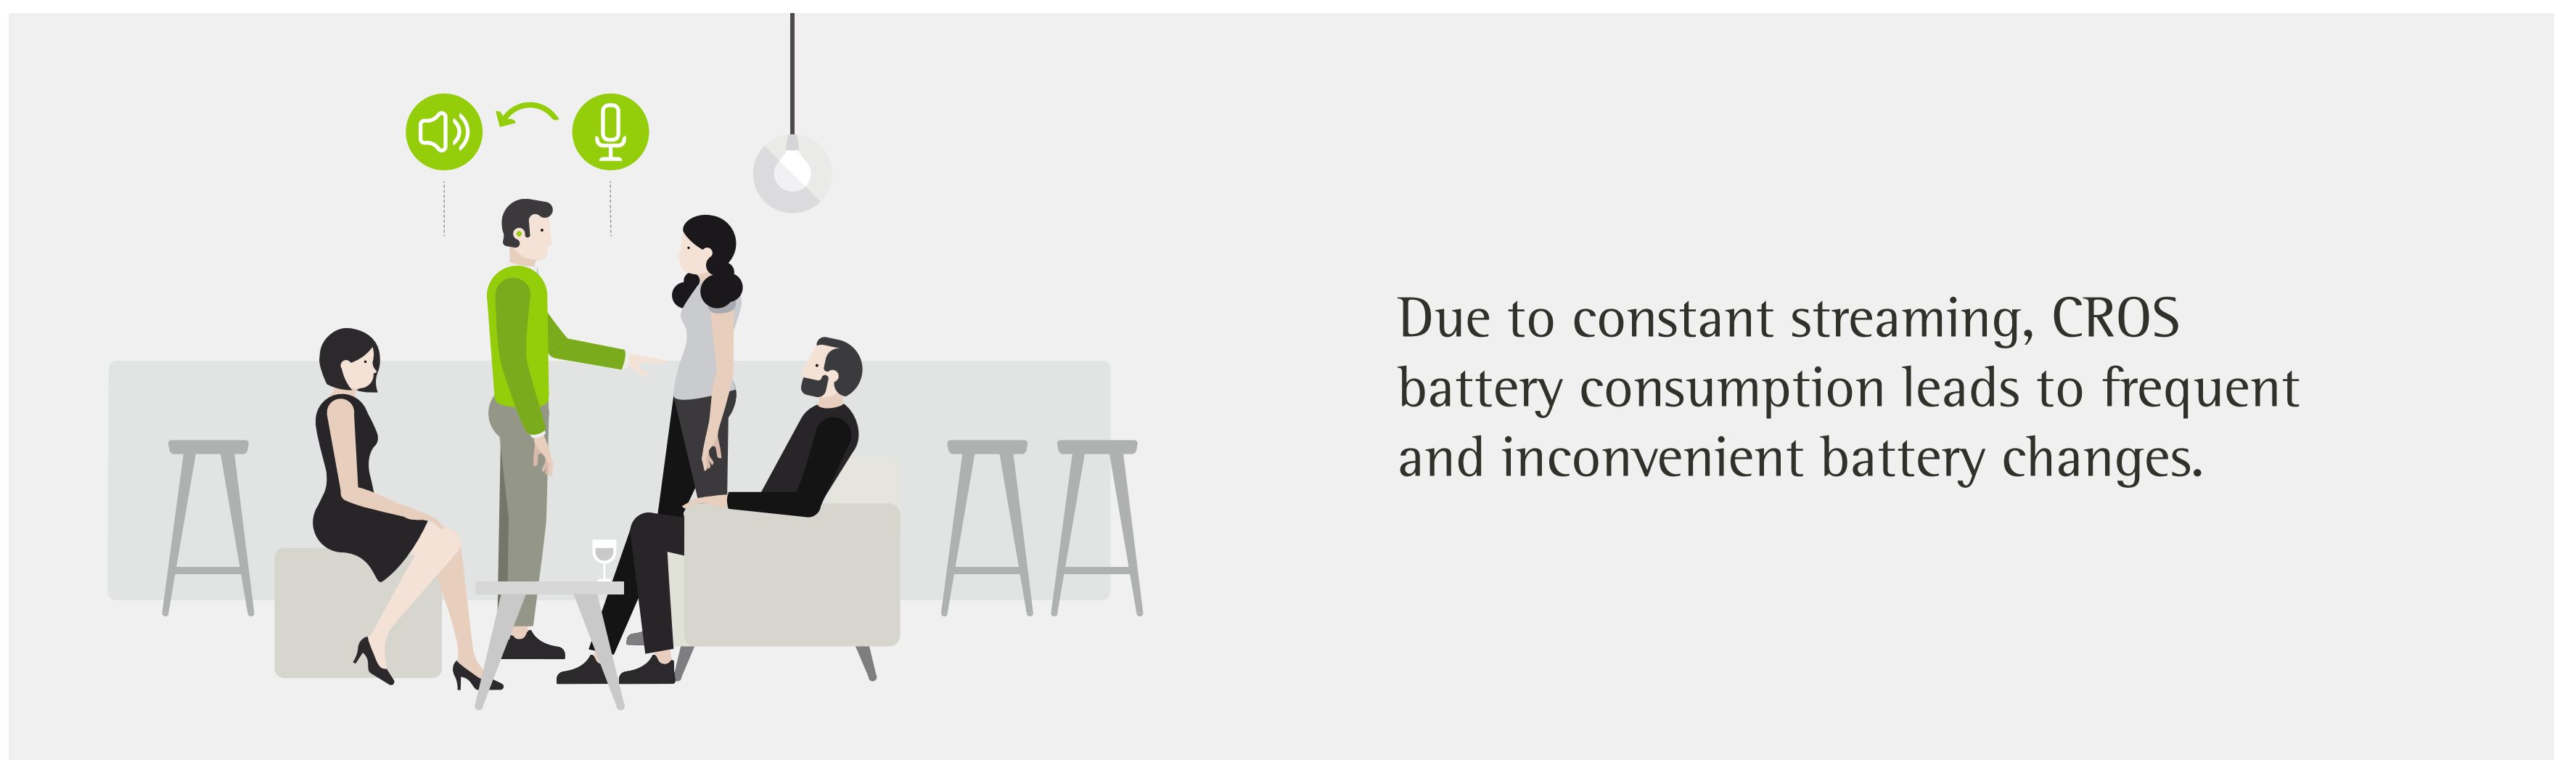 Due to constant streaming, CROS
battery consumption leads to frequent
and inconvenient battery changes.